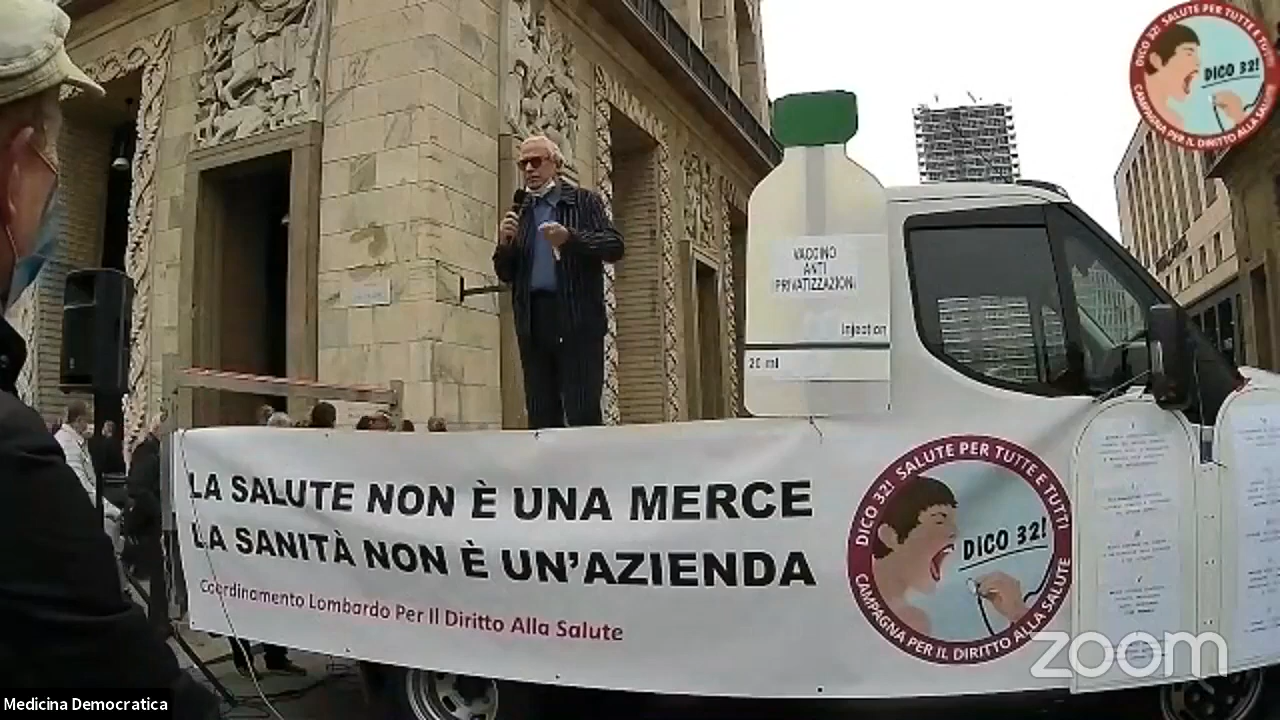 DICO 32! SALUTE PER TUTTE E TUTTI
DICO 32!
CAMPAGNA PER IL DIRITTO ALLA SALUTE
VACCINO
ANTI
PRIVATIZZAZIONI
injection
20 ml
LA SALUTE NON È UNA MERCE
LA SANITÀ NON È UN'AZIENDA
Coordinamento Lombardo Per Il Diritto Alla Salute
DICO 32! SALUTE PER TUTTE E TUTTI
DICO 32!
CAMPAGNA PER IL DIRITTO ALLA SALUTE
zoom
Medicina Democratica